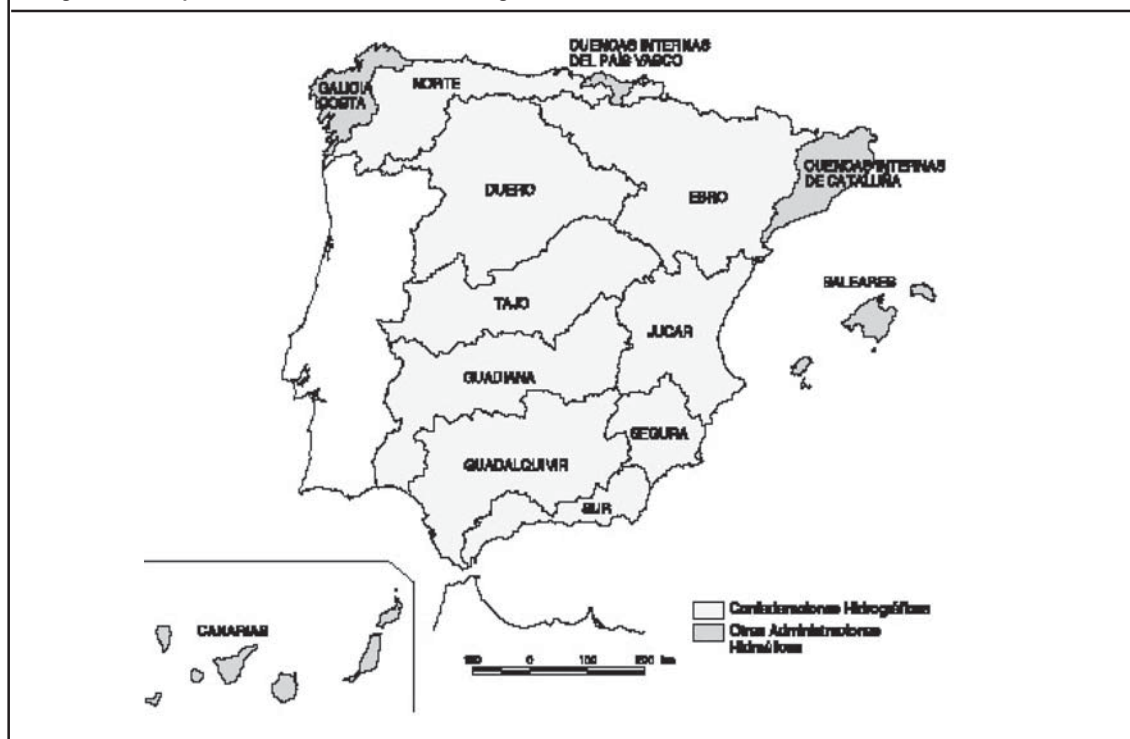 CUENCAS INTERNAS
DEL PAÍS VASCO
GALICIA
COSTA
NORTE
CUENCAS INTERNAS
DE CATALUÑA
DUERO
EBRO
BALEARES
TAJO
JUCAR
GUADIANA
SEGURA
GUADALQUIVIR
SUR
CANARIAS
Confederaciones Hidrográficas
Otras Administraciones
Hidráulicas
100 0 100 200 km